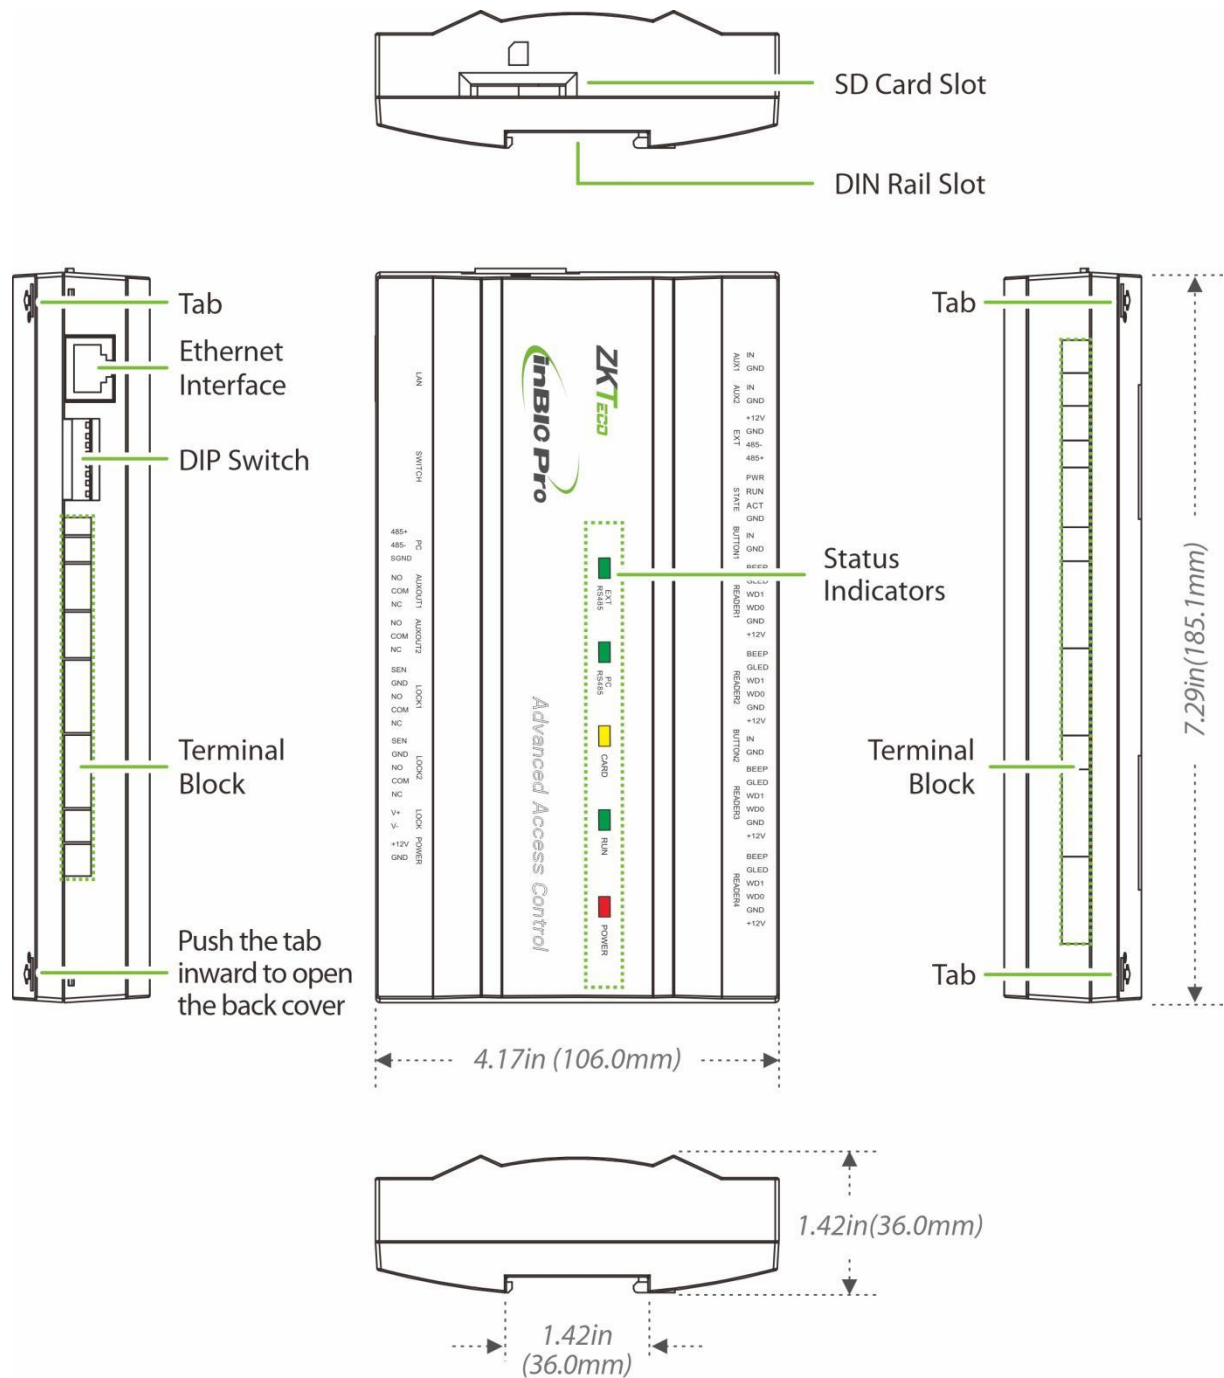 SD Card Slot
DIN Rail Slot
Tab
Ethernet
Interface
DIP Switch
Terminal
Block
Push the tab
inward to open
the back cover
LAN
SWITCH
485+
485-
SGND
PC
NO
COM
NC
AUXOUT1
NO
COM
NC
AUXOUT2
SEN
GND
NO
COM
NC
LOCK1
SEN
GND
NO
COM
NC
LOCK2
V+
V-
LOCK
+12V
GND
POWER
ZKTECO
inBIO Pro
Advanced Access Control
EXT
RS485
PC
RS485
CARD
RUN
POWER
AUX1
IN
GND
AUX2
IN
GND
EXT
+12V
GND
485-
485+
STATE
PWR
RUN
ACT
GND
BUTTON1
IN
GND
READER1
BEEP
GLED
WD1
WD0
GND
+12V
READER2
BEEP
GLED
WD1
WD0
GND
+12V
BUTTON2
IN
GND
READER3
BEEP
GLED
WD1
WD0
GND
+12V
READER4
BEEP
GLED
WD1
WD0
GND
+12V
Status
Indicators
Tab
Terminal
Block
Tab
7.29in(185.1mm)
4.17in (106.0mm)
1.42in(36.0mm)
1.42in
(36.0mm)